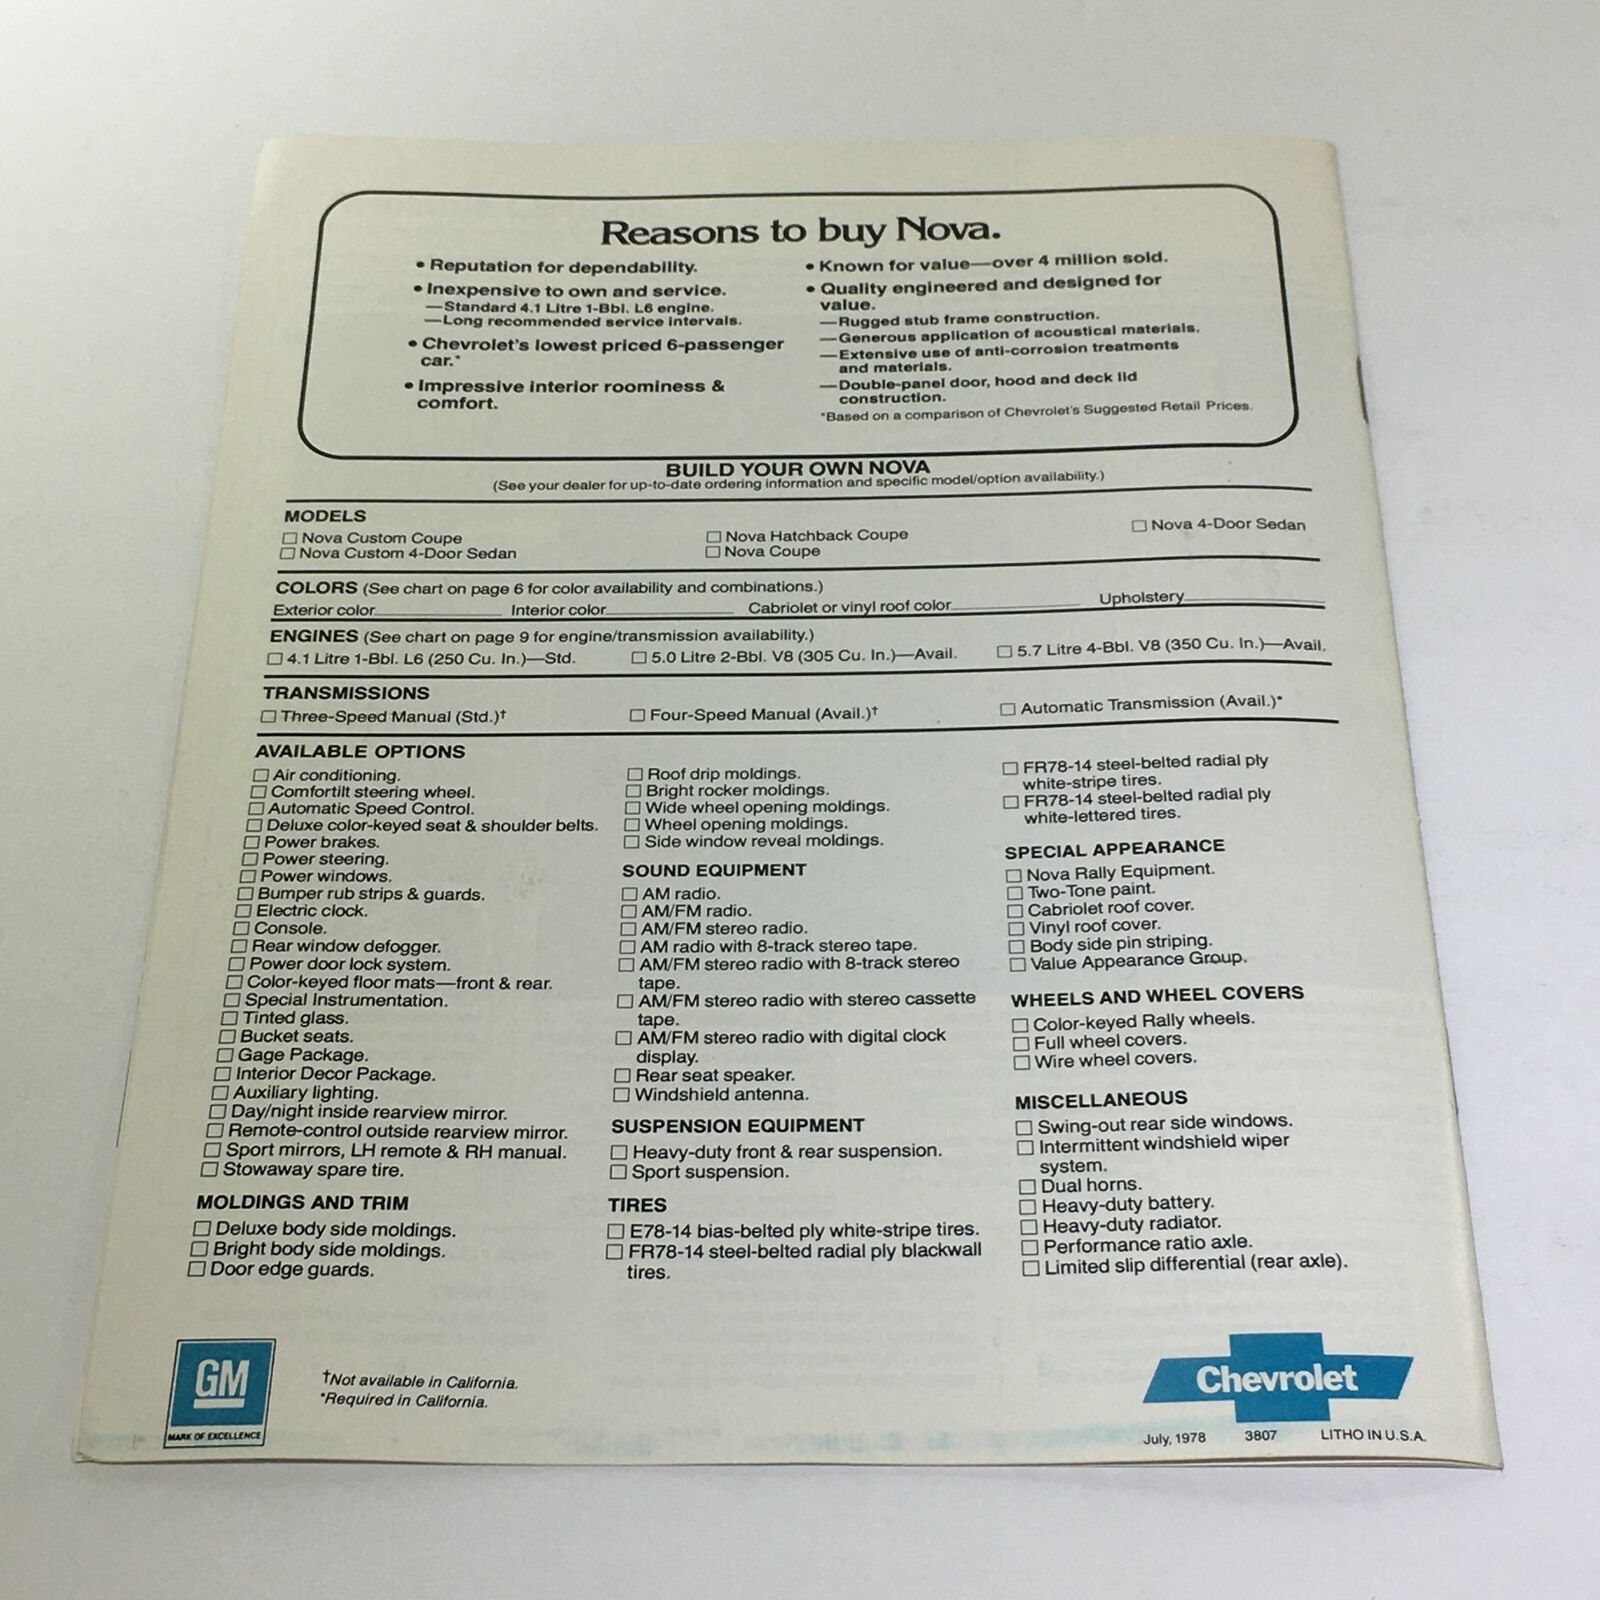 Reasons to buy Nova.
• Reputation for dependability.
• Inexpensive to own and service.
—Standard 4.1 Litre 1-Bbl. L6 engine.
—Long recommended service intervals.
• Chevrolet's lowest priced 6-passenger
car.*
• Impressive interior roominess &
comfort.
• Known for value—over 4 million sold.
• Quality engineered and designed for
value.
—Rugged stub frame construction.
—Generous application of acoustical materials.
—Extensive use of anti-corrosion treatments
and materials.
—Double-panel door, hood and deck lid
construction.
*Based on a comparison of Chevrolet's Suggested Retail Prices.
BUILD YOUR OWN NOVA
(See your dealer for up-to-date ordering information and specific model/option availability.)
MODELS
☐ Nova Custom Coupe
☐ Nova Custom 4-Door Sedan
☐ Nova Hatchback Coupe
☐ Nova Coupe
☐ Nova 4-Door Sedan
COLORS (See chart on page 6 for color availability and combinations.)
Exterior color Interior color Cabriolet or vinyl roof color Upholstery
ENGINES (See chart on page 9 for engine/transmission availability.)
☐ 4.1 Litre 1-Bbl. L6 (250 Cu. In.)—Std. ☐ 5.0 Litre 2-Bbl. V8 (305 Cu. In.)—Avail. ☐ 5.7 Litre 4-Bbl. V8 (350 Cu. In.)—Avail.
TRANSMISSIONS
☐ Three-Speed Manual (Std.)† ☐ Four-Speed Manual (Avail.)† ☐ Automatic Transmission (Avail.)*
AVAILABLE OPTIONS
☐ Air conditioning.
☐ Comfortilt steering wheel.
☐ Automatic Speed Control.
☐ Deluxe color-keyed seat & shoulder belts.
☐ Power brakes.
☐ Power steering.
☐ Power windows.
☐ Bumper rub strips & guards.
☐ Electric clock.
☐ Console.
☐ Rear window defogger.
☐ Power door lock system.
☐ Color-keyed floor mats—front & rear.
☐ Special Instrumentation.
☐ Tinted glass.
☐ Bucket seats.
☐ Gage Package.
☐ Interior Decor Package.
☐ Auxiliary lighting.
☐ Day/night inside rearview mirror.
☐ Remote-control outside rearview mirror.
☐ Sport mirrors, LH remote & RH manual.
☐ Stowaway spare tire.
MOLDINGS AND TRIM
☐ Deluxe body side moldings.
☐ Bright body side moldings.
☐ Door edge guards.
☐ Roof drip moldings.
☐ Bright rocker moldings.
☐ Wide wheel opening moldings.
☐ Wheel opening moldings.
☐ Side window reveal moldings.
SOUND EQUIPMENT
☐ AM radio.
☐ AM/FM radio.
☐ AM/FM stereo radio.
☐ AM radio with 8-track stereo tape.
☐ AM/FM stereo radio with 8-track stereo
tape.
☐ AM/FM stereo radio with stereo cassette
tape.
☐ AM/FM stereo radio with digital clock
display.
☐ Rear seat speaker.
☐ Windshield antenna.
SUSPENSION EQUIPMENT
☐ Heavy-duty front & rear suspension.
☐ Sport suspension.
TIRES
☐ E78-14 bias-belted ply white-stripe tires.
☐ FR78-14 steel-belted radial ply blackwall
tires.
☐ FR78-14 steel-belted radial ply
white-stripe tires.
☐ FR78-14 steel-belted radial ply
white-lettered tires.
SPECIAL APPEARANCE
☐ Nova Rally Equipment.
☐ Two-Tone paint.
☐ Cabriolet roof cover.
☐ Vinyl roof cover.
☐ Body side pin striping.
☐ Value Appearance Group.
WHEELS AND WHEEL COVERS
☐ Color-keyed Rally wheels.
☐ Full wheel covers.
☐ Wire wheel covers.
MISCELLANEOUS
☐ Swing-out rear side windows.
☐ Intermittent windshield wiper
system.
☐ Dual horns.
☐ Heavy-duty battery.
☐ Heavy-duty radiator.
☐ Performance ratio axle.
☐ Limited slip differential (rear axle).
GM
MARK OF EXCELLENCE
†Not available in California.
*Required in California.
Chevrolet
July, 1978 3807 LITHO IN U.S.A.